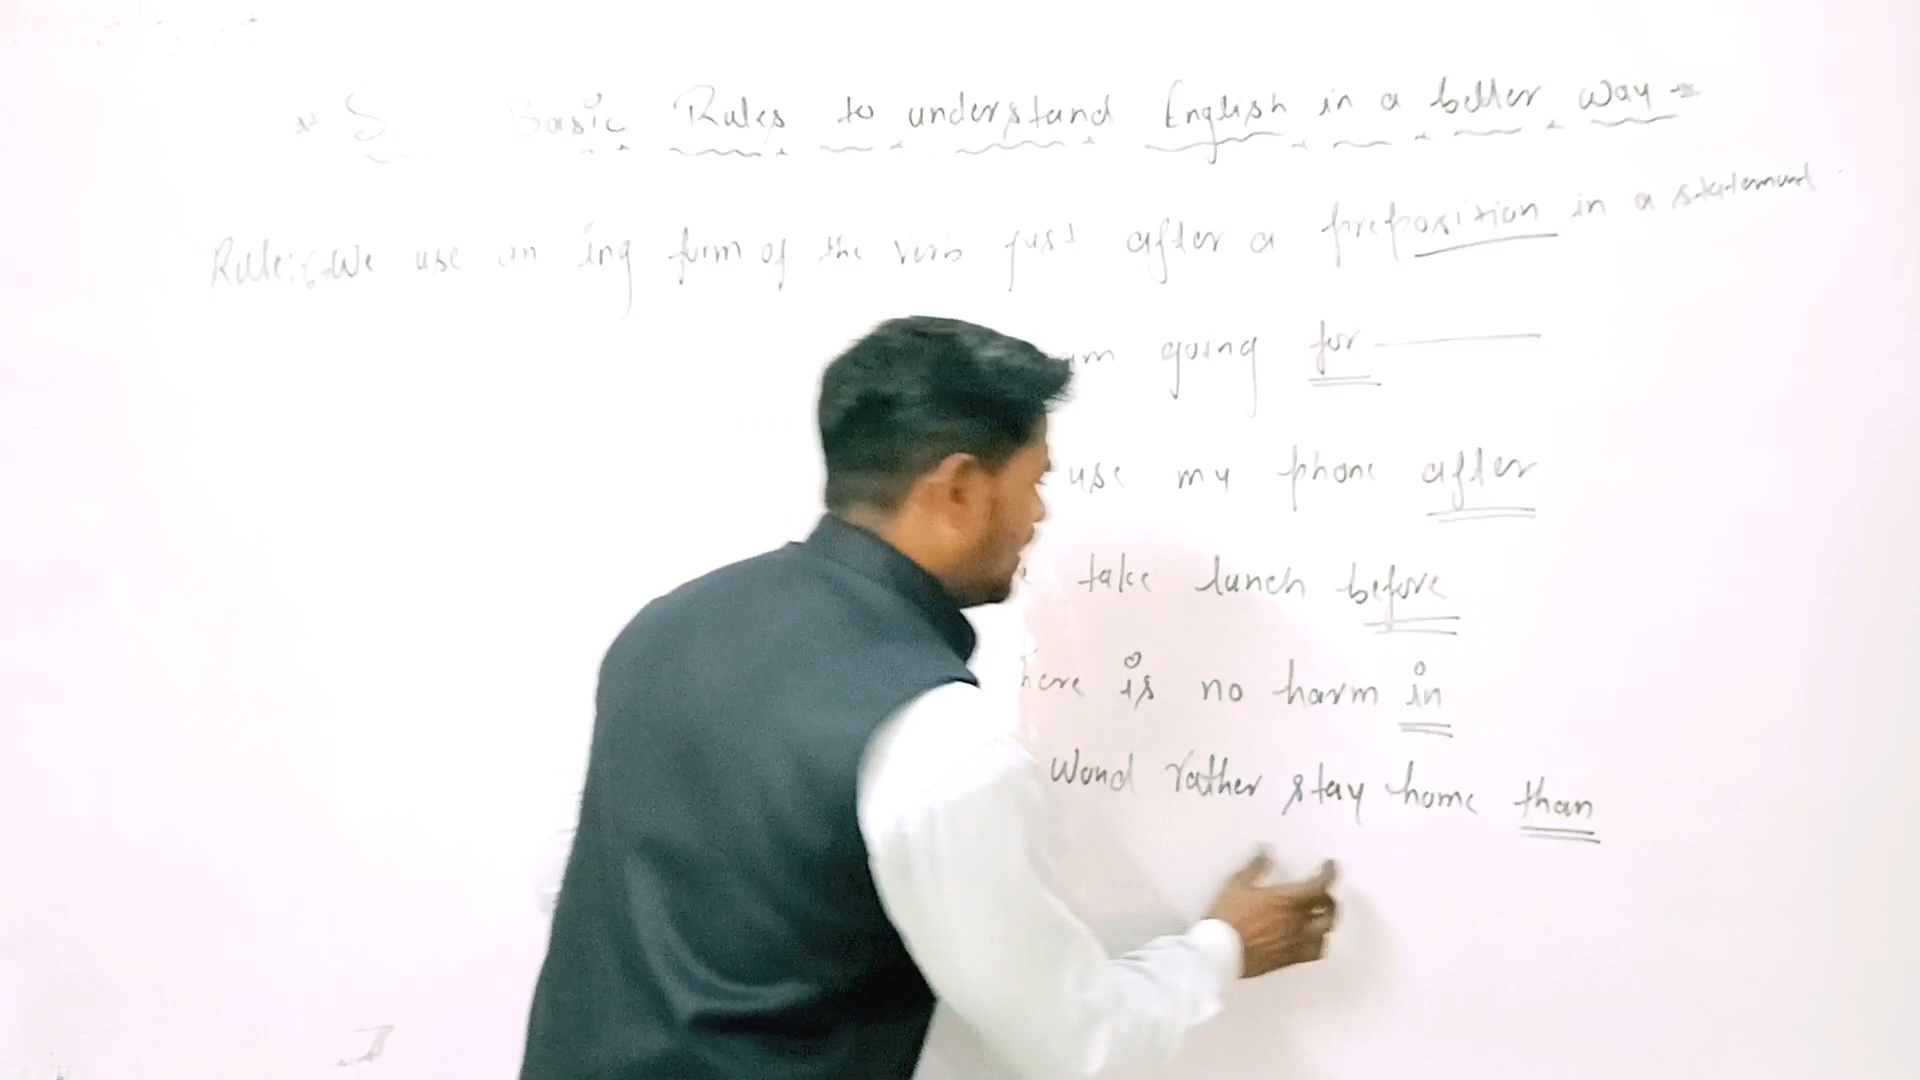 Basic Rules to understand English in a better way
Rule: We use an ing form of the verb just after a preposition in a statement
am going for
use my phone after
take lunch before
here is no harm in
Woud rather stay home than